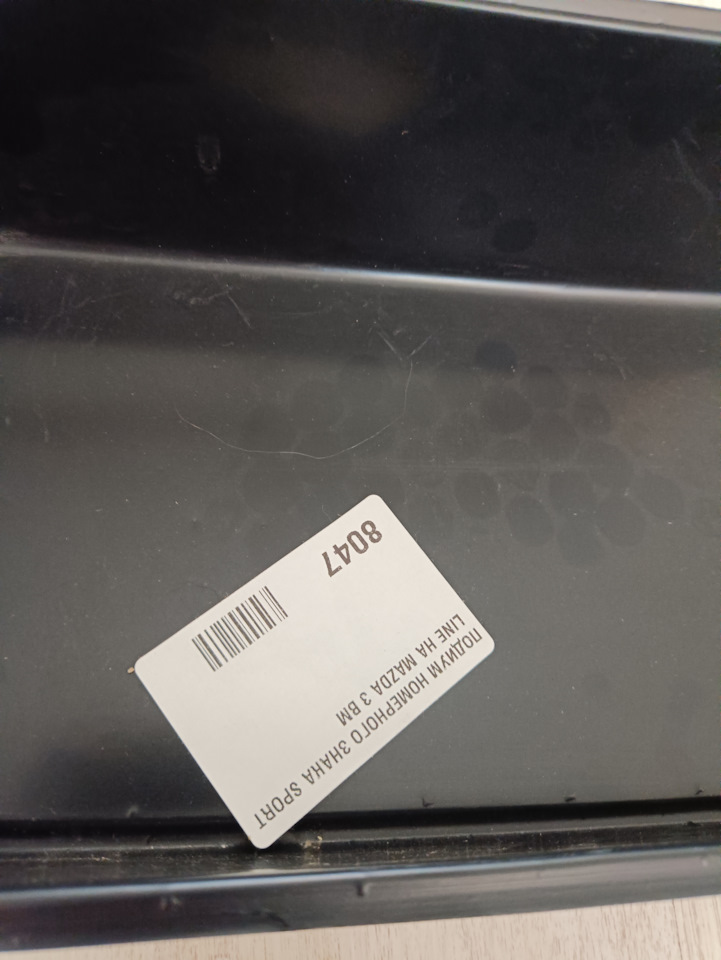 ПОДИУМ НОМЕРНОГО ЗНАКА SPORT
LINE НА MAZDA 3 BM
8047